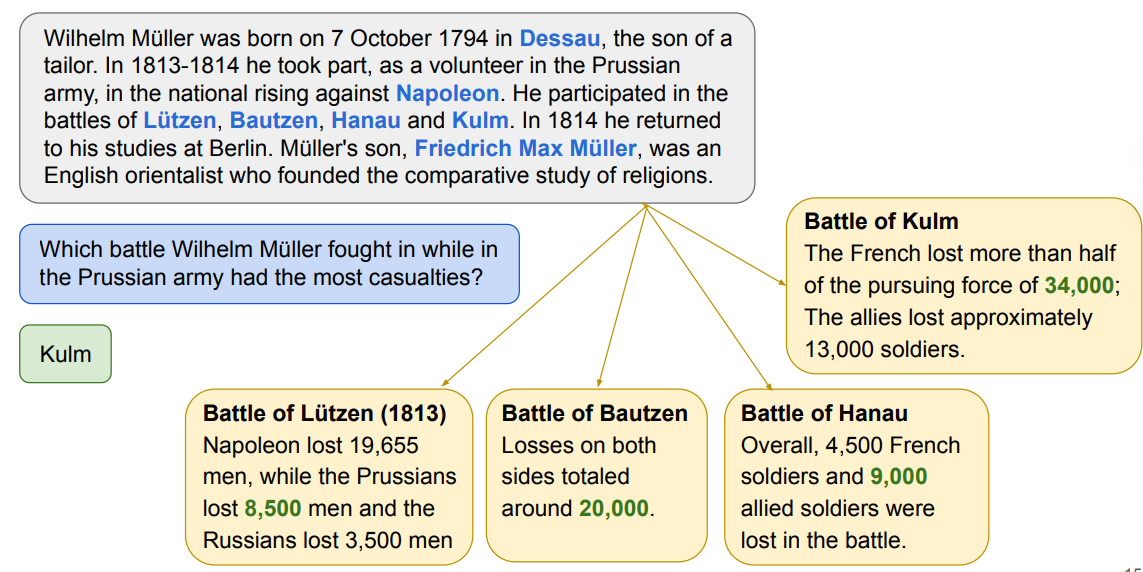 Wilhelm Müller was born on 7 October 1794 in Dessau, the son of a
tailor. In 1813-1814 he took part, as a volunteer in the Prussian
army, in the national rising against Napoleon. He participated in the
battles of Lützen, Bautzen, Hanau and Kulm. In 1814 he returned
to his studies at Berlin. Müller's son, Friedrich Max Müller, was an
English orientalist who founded the comparative study of religions.
Which battle Wilhelm Müller fought in while in
the Prussian army had the most casualties?
Kulm
Battle of Kulm
The French lost more than half
of the pursuing force of 34,000;
The allies lost approximately
13,000 soldiers.
Battle of Lützen (1813)
Napoleon lost 19,655
men, while the Prussians
lost 8,500 men and the
Russians lost 3,500 men
Battle of Bautzen
Losses on both
sides totaled
around 20,000.
Battle of Hanau
Overall, 4,500 French
soldiers and 9,000
allied soldiers were
lost in the battle.